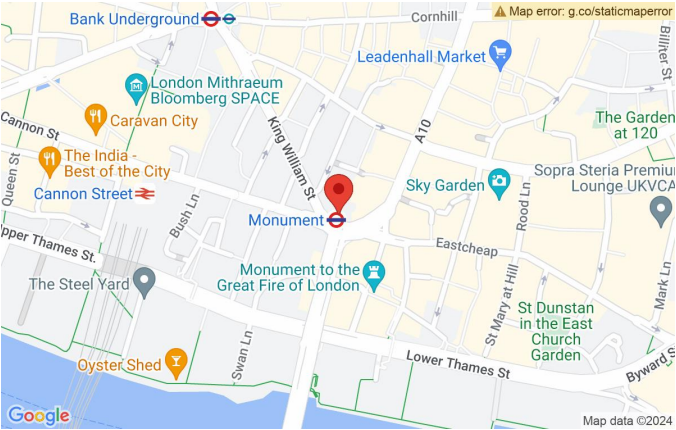 Bank Underground
Cornhill
Map error: g.co/staticmaperror
Billiter St
Leadenhall Market
London Mithraeum
Bloomberg SPACE
A10
Caravan City
King William St
Cannon St
The Garden
at 120
The India -
Best of the City
Sopra Steria Premium
Lounge UKVCA
Queen St
Cannon Street
Bush Ln
Sky Garden
Rood Ln
Monument
Upper Thames St.
Eastcheap
Mark Ln
The Steel Yard
Monument to the
Great Fire of London
St Mary at Hill
St Dunstan
in the East
Church
Garden
Swan Ln
Oyster Shed
Lower Thames St
Byward St
Google
Map data ©2024